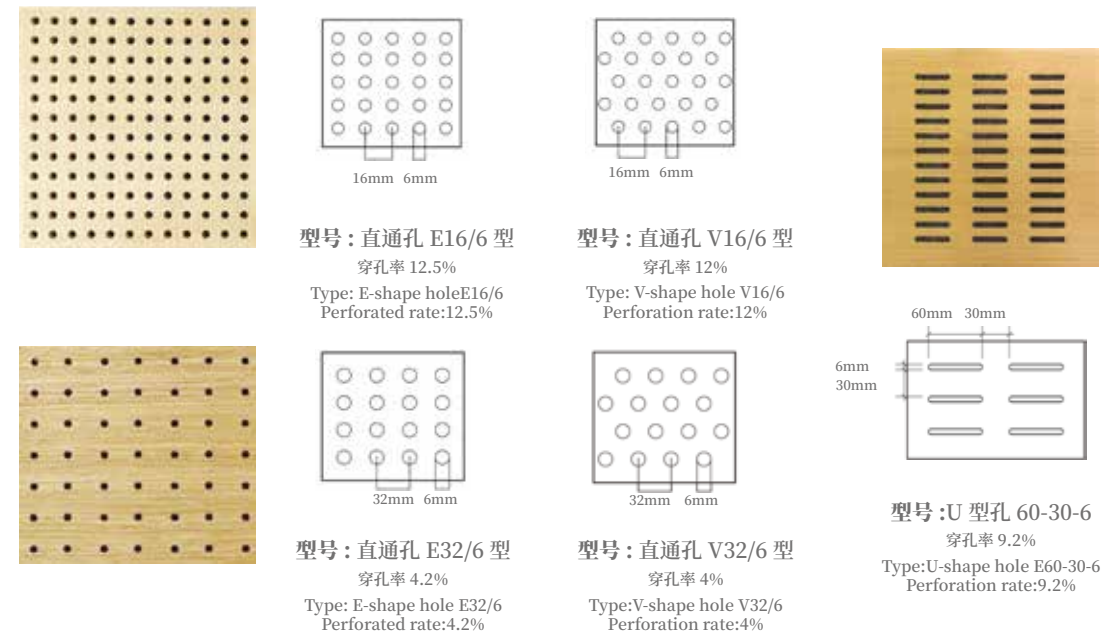 16mm 6mm
型号 : 直通孔 E16/6 型
穿孔率 12.5%
Type: E-shape holeE16/6
Perforated rate:12.5%
16mm 6mm
型号 : 直通孔 V16/6 型
穿孔率 12%
Type: V-shape hole V16/6
Perforation rate:12%
32mm 6mm
型号 : 直通孔 E32/6 型
穿孔率 4.2%
Type: E-shape hole E32/6
Perforated rate:4.2%
32mm 6mm
型号 : 直通孔 V32/6 型
穿孔率 4%
Type:V-shape hole V32/6
Perforation rate:4%
60mm 30mm
6mm
30mm
型号 :U 型孔 60-30-6
穿孔率 9.2%
Type:U-shape hole E60-30-6
Perforation rate:9.2%